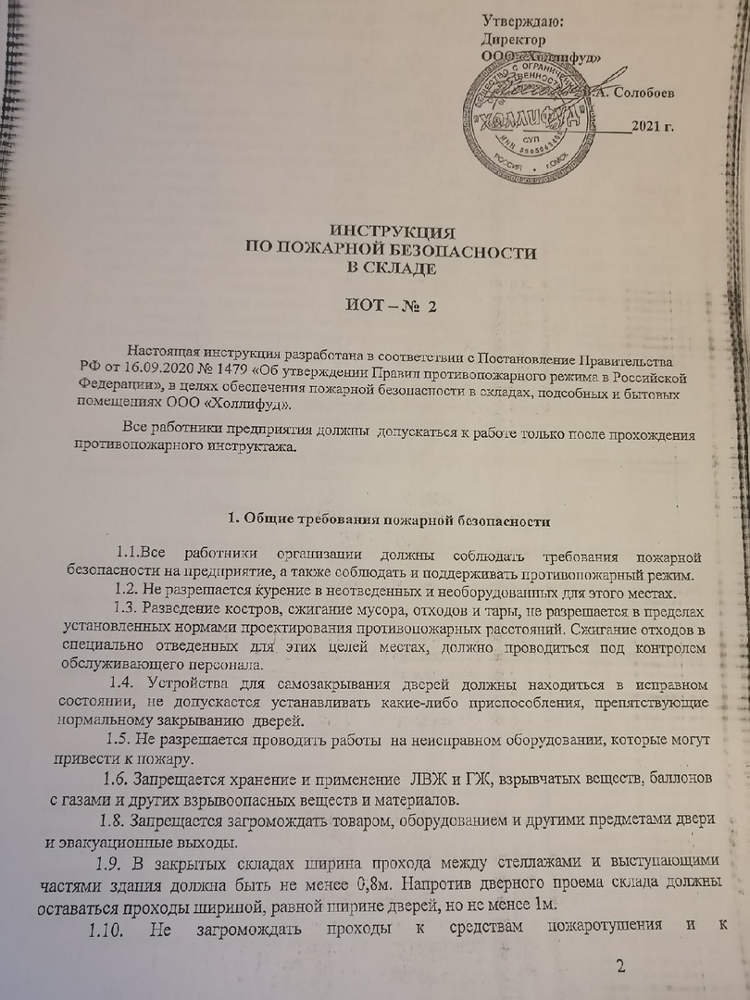 Утверждаю:
Директор
ООО «Холлифуд»
А. Солобоев
2021 г.
"ХОЛЛИФУД"
СУП
РОССИЯ • г.ОМСК
ИНСТРУКЦИЯ
ПО ПОЖАРНОЙ БЕЗОПАСНОСТИ
В СКЛАДЕ
ИОТ – № 2
Настоящая инструкция разработана в соответствии с Постановление Правительства
РФ от 16.09.2020 № 1479 «Об утверждении Правил противопожарного режима в Российской
Федерации», в целях обеспечения пожарной безопасности в складах, подсобных и бытовых
помещениях ООО «Холлифуд».
Все работники предприятия должны допускаться к работе только после прохождения
противопожарного инструктажа.
1. Общие требования пожарной безопасности
1.1.Все работники организации должны соблюдать требования пожарной
безопасности на предприятие, а также соблюдать и поддерживать противопожарный режим.
1.2. Не разрешается курение в неотведенных и необорудованных для этого местах.
1.3. Разведение костров, сжигание мусора, отходов и тары, не разрешается в пределах
установленных нормами проектирования противопожарных расстояний. Сжигание отходов в
специально отведенных для этих целей местах, должно проводиться под контролем
обслуживающего персонала.
1.4. Устройства для самозакрывания дверей должны находиться в исправном
состоянии, не допускается устанавливать какие-либо приспособления, препятствующие
нормальному закрыванию дверей.
1.5. Не разрешается проводить работы на неисправном оборудовании, которые могут
привести к пожару.
1.6. Запрещается хранение и применение ЛВЖ и ГЖ, взрывчатых веществ, баллонов
с газами и других взрывоопасных веществ и материалов.
1.8. Запрещается загромождать товаром, оборудованием и другими предметами двери
и эвакуационные выходы.
1.9. В закрытых складах ширина прохода между стеллажами и выступающими
частями здания должна быть не менее 0,8м. Напротив дверного проема склада должны
оставаться проходы шириной, равной ширине дверей, но не менее 1м.
1.10. Не загромождать проходы к средствам пожаротушения и к
2